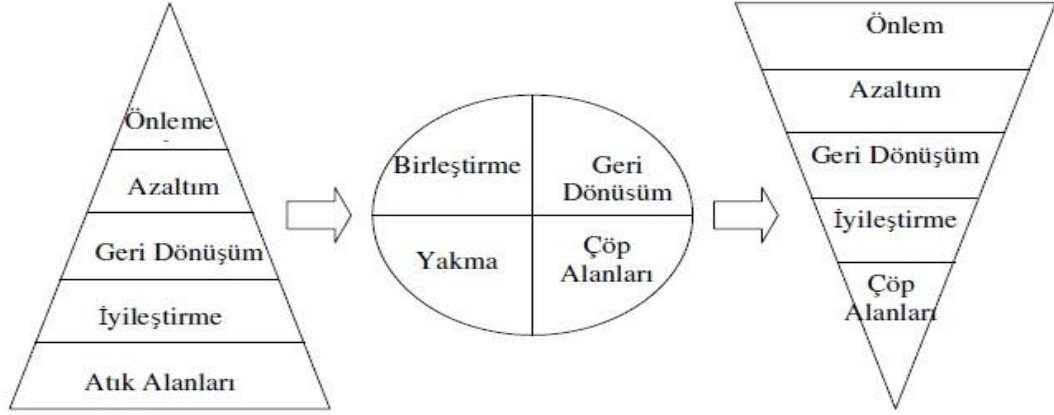 Önleme
Azaltım
Geri Dönüşüm
İyileştirme
Atık Alanları
Birleştirme
Geri
Dönüsüm
Yakma
Çöp
Alanları
Önlem
Azaltım
Geri Dönüşüm
İyileştirme
Çöp
Alanları